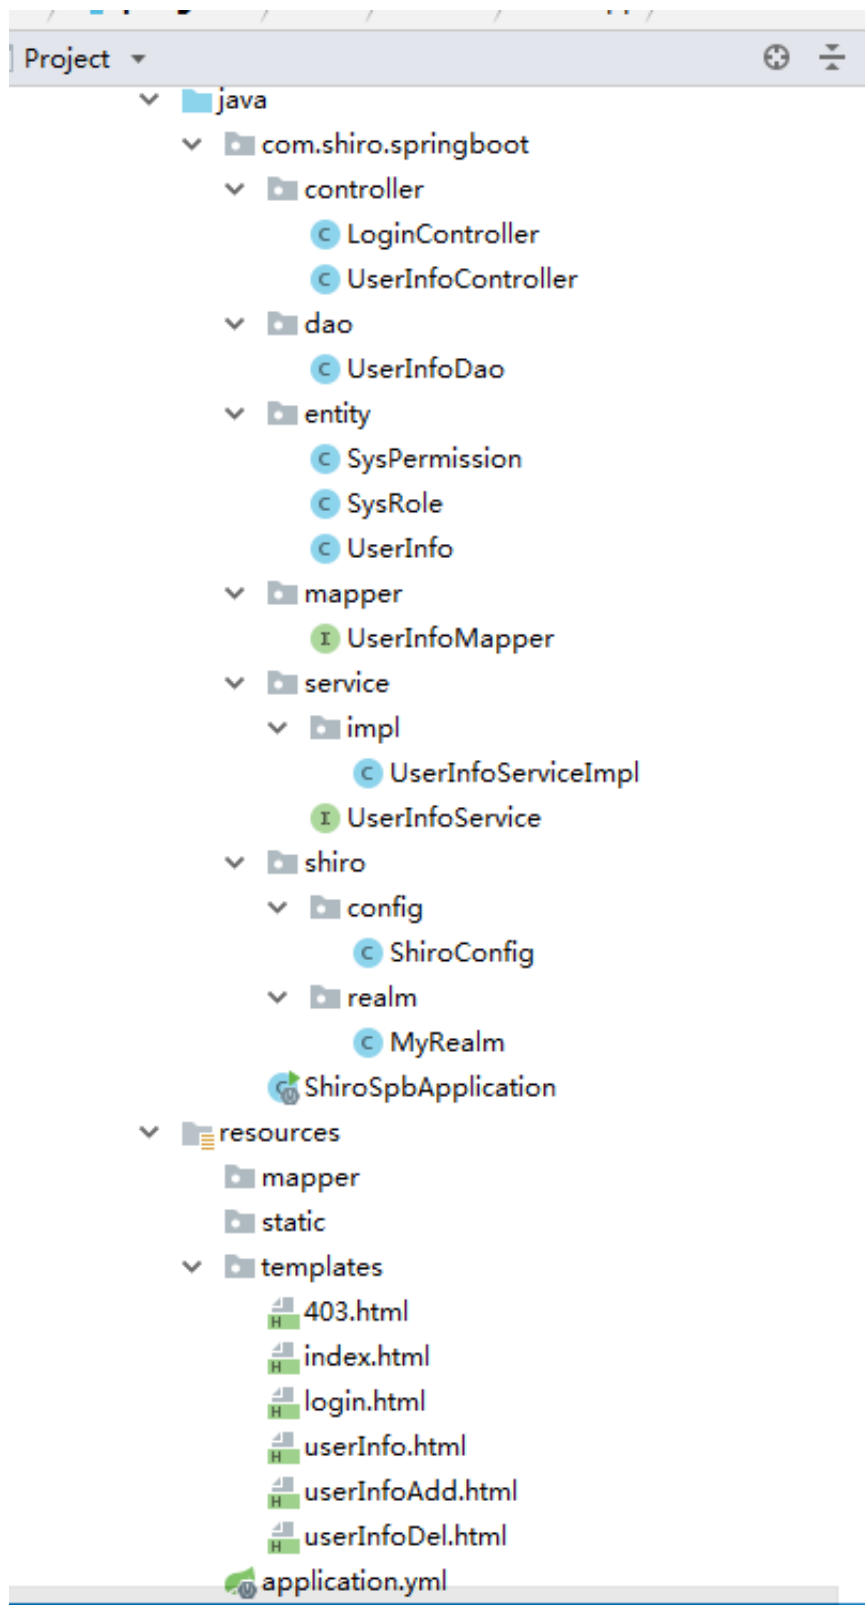 Project
java
com.shiro.springboot
controller
LoginController
UserInfoController
dao
UserInfoDao
entity
SysPermission
SysRole
UserInfo
mapper
UserInfoMapper
service
impl
UserInfoServiceImpl
UserInfoService
shiro
config
ShiroConfig
realm
MyRealm
ShiroSpbApplication
resources
mapper
static
templates
403.html
index.html
login.html
userInfo.html
userInfoAdd.html
userInfoDel.html
application.yml